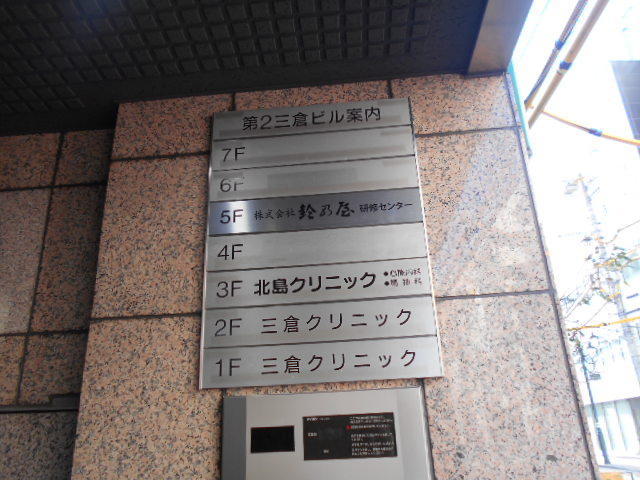 第2三倉ビル案内
7F
6F
5F 株式会社 鈴乃屋 研修センター
4F
3F 北島クリニック
2F 三倉クリニック
1F 三倉クリニック